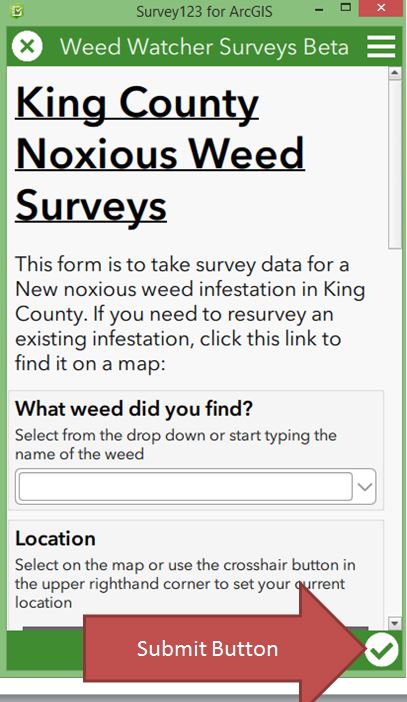 Survey123 for ArcGIS
Weed Watcher Surveys Beta
King County
Noxious Weed
Surveys
This form is to take survey data for a
New noxious weed infestation in King
County. If you need to resurvey an
existing infestation, click this link to
find it on a map:
What weed did you find?
Select from the drop down or start typing the
name of the weed
Location
Select on the map or use the crosshair button in
the upper righthand corner to set your current
location
Submit Button